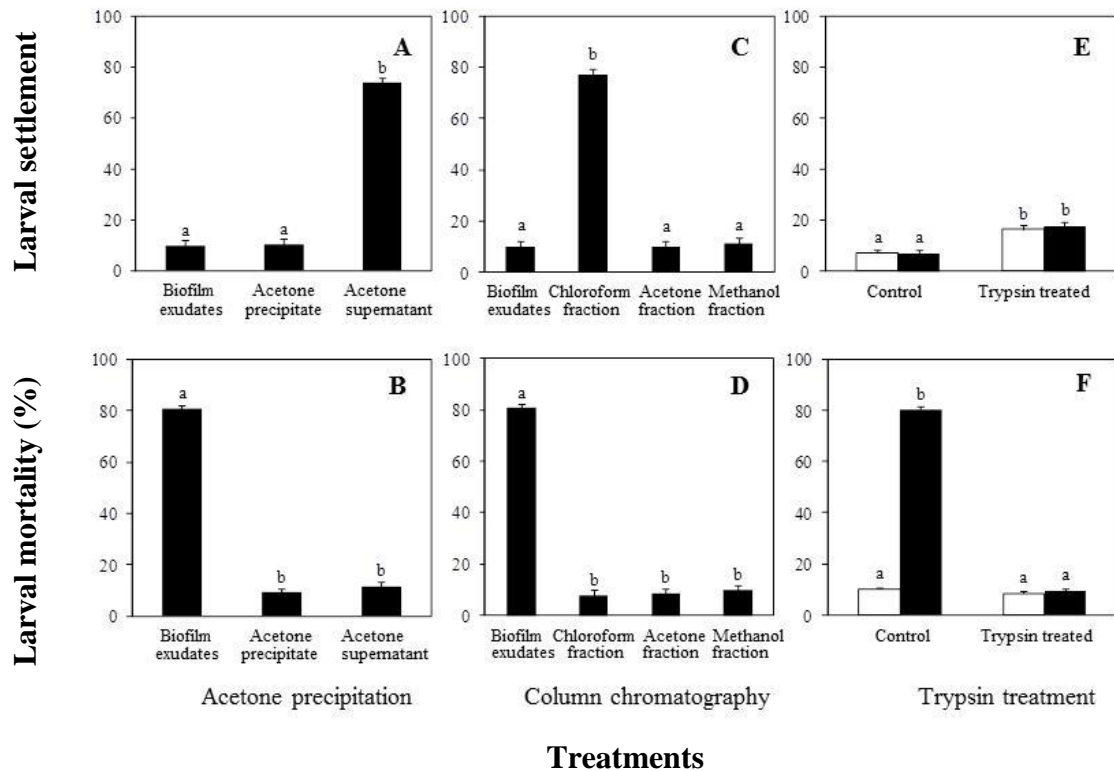 Larval settlement
100
80
60
40
20
0
A
a
a
b
Biofilm exudates
Acetone precipitate
Acetone supernatant
100
80
60
40
20
0
C
a
b
a
a
Biofilm exudates
Chloroform fraction
Acetone fraction
Methanol fraction
100
80
60
40
20
0
E
a
a
b
b
Control
Trypsin treated
Larval mortality (%)
100
80
60
40
20
0
B
a
b
b
Biofilm exudates
Acetone precipitate
Acetone supernatant
100
80
60
40
20
0
D
a
b
b
b
Biofilm exudates
Chloroform fraction
Acetone fraction
Methanol fraction
100
80
60
40
20
0
F
a
b
a
a
Control
Trypsin treated
Acetone precipitation
Column chromatography
Trypsin treatment
Treatments